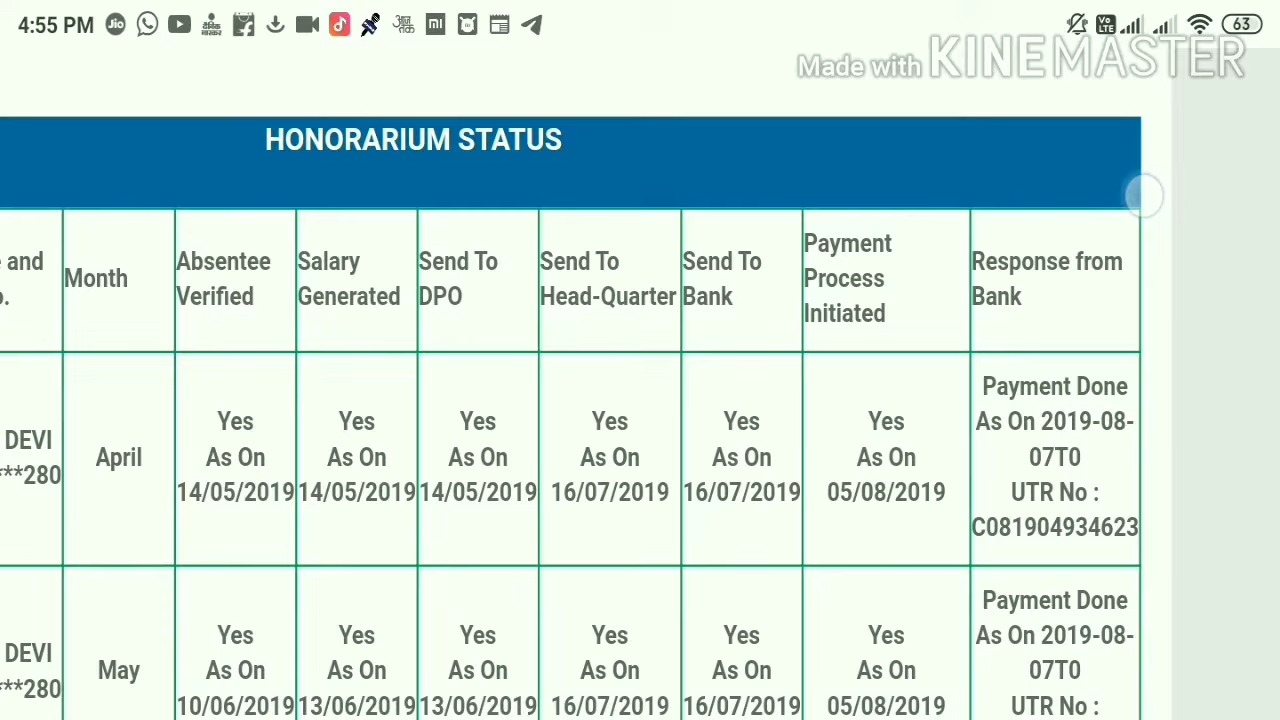 4:55 PM
63
Made with KINEMASTER
HONORARIUM STATUS
and
Month
Absentee
Verified
Salary
Generated
Send To
DPO
Send To
Head-Quarter
Send To
Bank
Payment
Process
Initiated
Response from
Bank
DEVI
***280
April
Yes
As On
14/05/2019
Yes
As On
14/05/2019
Yes
As On
14/05/2019
Yes
As On
16/07/2019
Yes
As On
16/07/2019
Yes
As On
05/08/2019
Payment Done
As On 2019-08-
07T0
UTR No :
C081904934623
DEVI
***280
May
Yes
As On
10/06/2019
Yes
As On
13/06/2019
Yes
As On
13/06/2019
Yes
As On
16/07/2019
Yes
As On
16/07/2019
Yes
As On
05/08/2019
Payment Done
As On 2019-08-
07T0
UTR No :